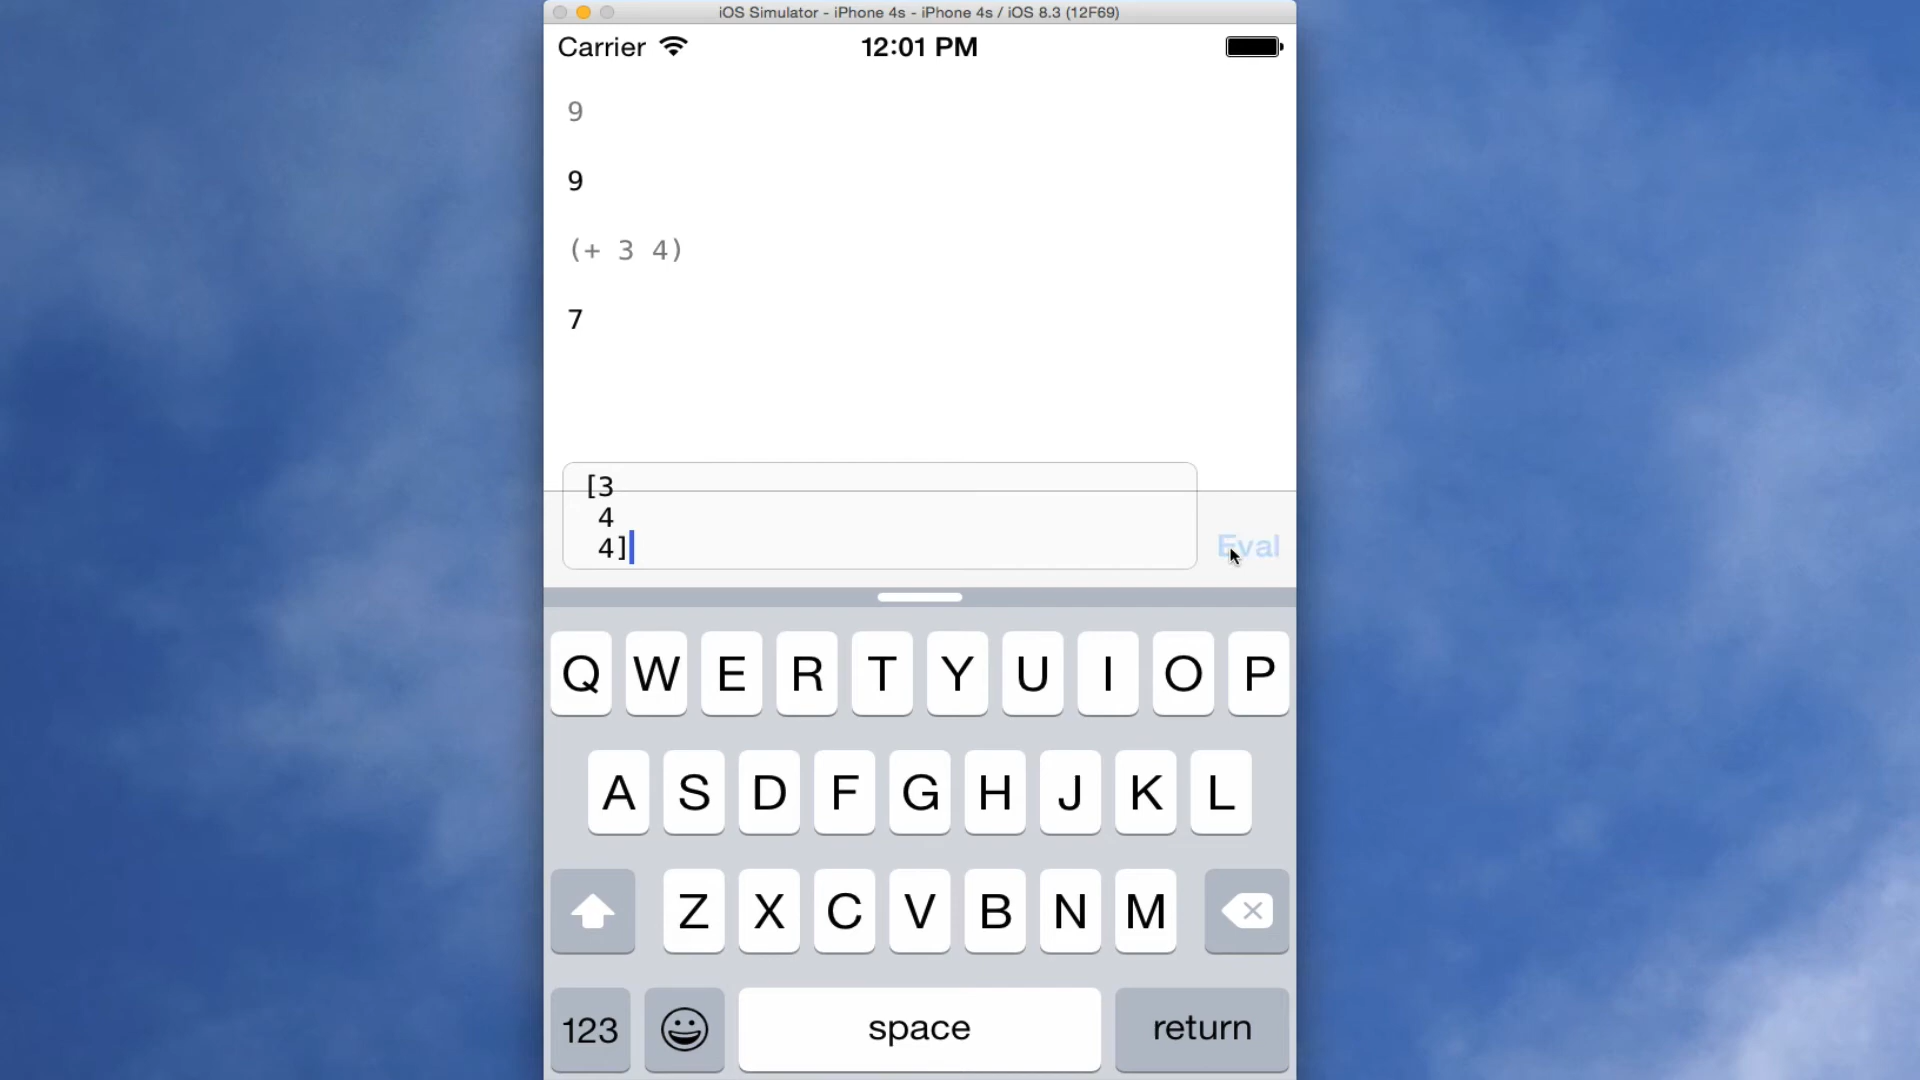 iOS Simulator - iPhone 4s - iPhone 4s / iOS 8.3 (12F69)
Carrier 12:01 PM
9
9
(+ 3 4)
7
[3
4
4]
Eval
Q W E R T Y U I O P
A S D F G H J K L
Z X C V B N M
123 space return